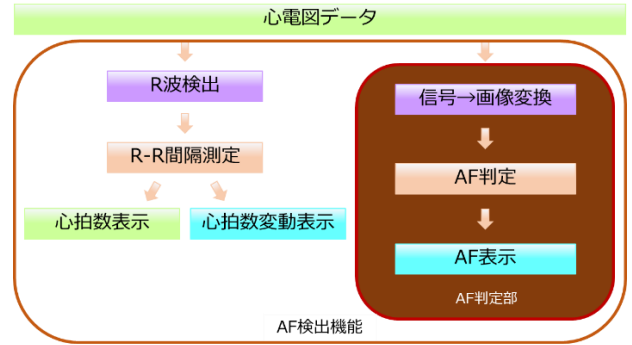 心電図データ
R波検出
R-R間隔測定
心拍数表示
心拍数変動表示
信号→画像変換
AF判定
AF表示
AF判定部
AF検出機能